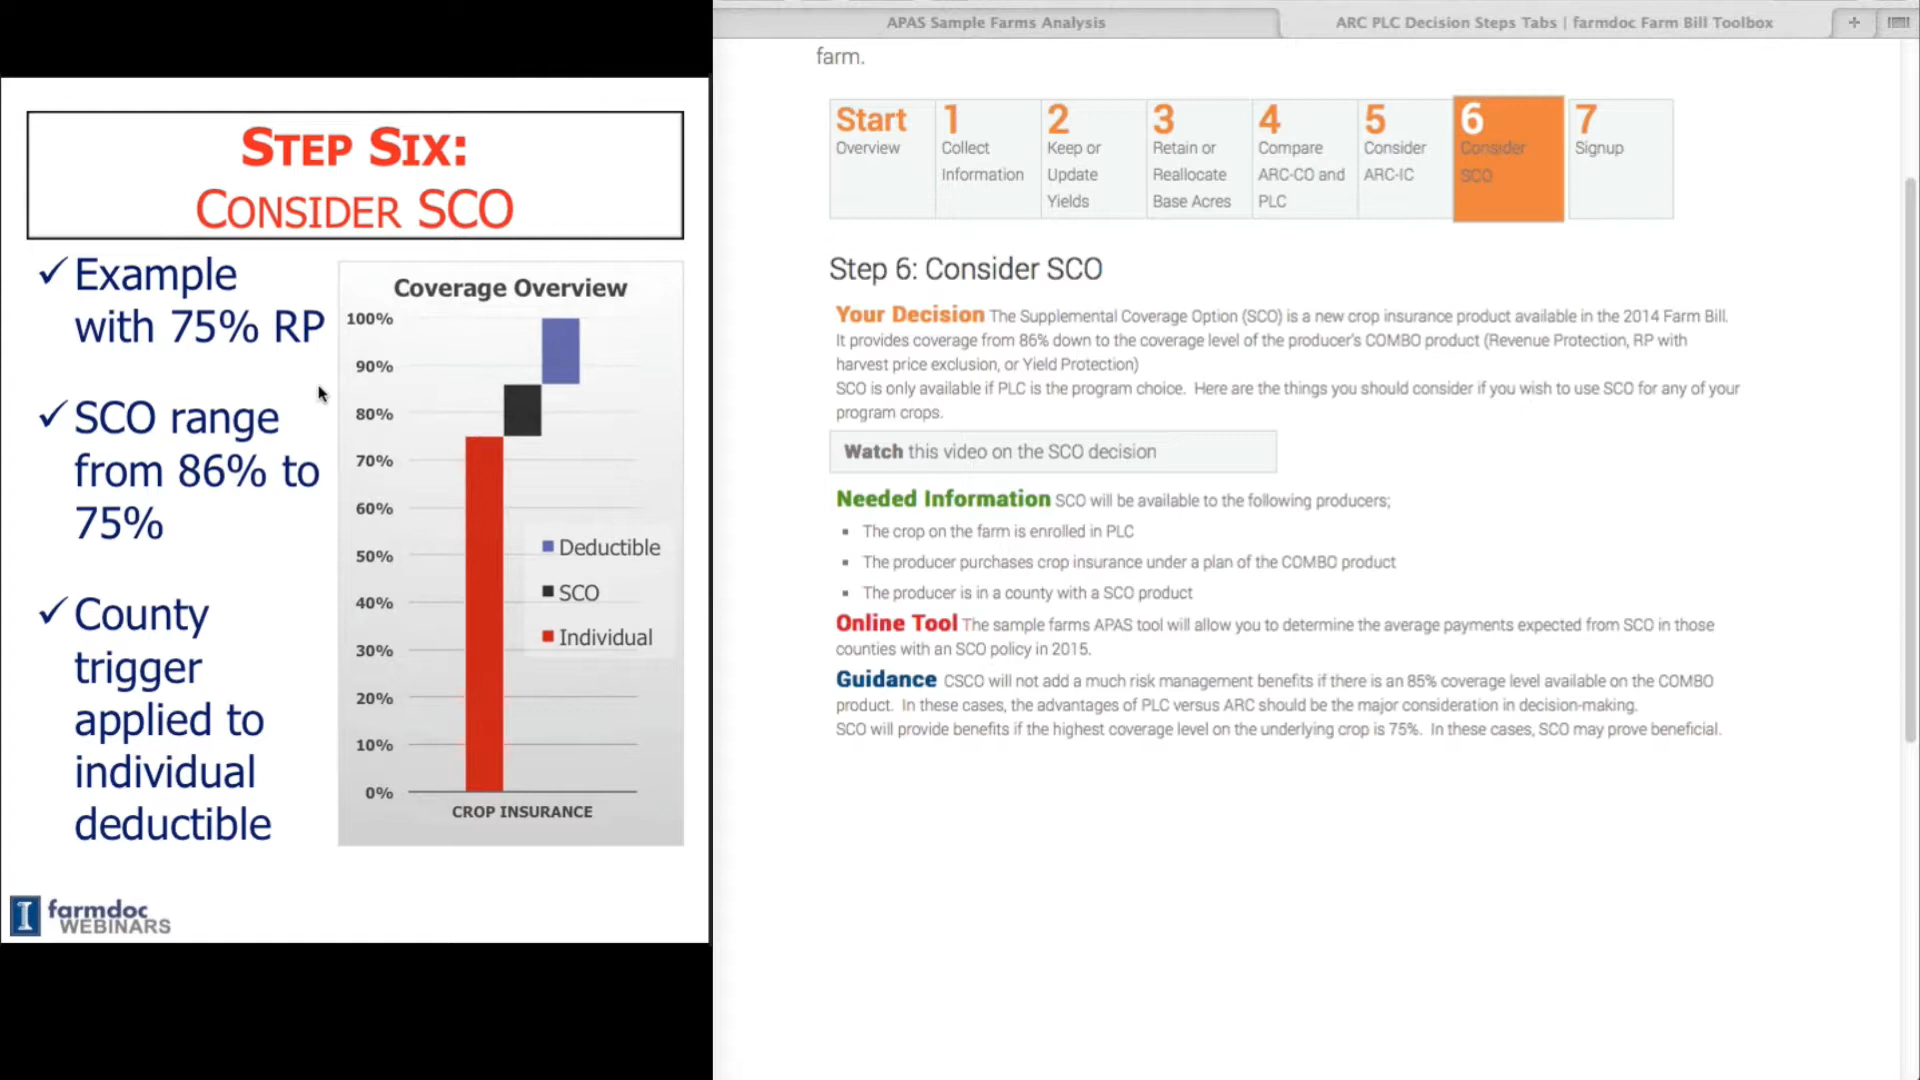 STEP SIX:
CONSIDER SCO
✓Example
with 75% RP
✓SCO range
from 86% to
75%
✓County
trigger
applied to
individual
deductible
Coverage Overview
100%
90%
80%
70%
60%
50%
40%
30%
20%
10%
0%
Deductible
SCO
Individual
CROP INSURANCE
I farmdoc
WEBINARS
APAS Sample Farms Analysis
ARC PLC Decision Steps Tabs | farmdoc Farm Bill Toolbox
+
farm.
Start
Overview
1
Collect
Information
2
Keep or
Update
Yields
3
Retain or
Reallocate
Base Acres
4
Compare
ARC-CO and
PLC
5
Consider
ARC-IC
6
Consider
SCO
7
Signup
Step 6: Consider SCO
Your Decision The Supplemental Coverage Option (SCO) is a new crop insurance product available in the 2014 Farm Bill.
It provides coverage from 86% down to the coverage level of the producer's COMBO product (Revenue Protection, RP with
harvest price exclusion, or Yield Protection)
SCO is only available if PLC is the program choice. Here are the things you should consider if you wish to use SCO for any of your
program crops.
Watch this video on the SCO decision
Needed Information SCO will be available to the following producers;
▪ The crop on the farm is enrolled in PLC
▪ The producer purchases crop insurance under a plan of the COMBO product
▪ The producer is in a county with a SCO product
Online Tool The sample farms APAS tool will allow you to determine the average payments expected from SCO in those
counties with an SCO policy in 2015.
Guidance CSCO will not add a much risk management benefits if there is an 85% coverage level available on the COMBO
product. In these cases, the advantages of PLC versus ARC should be the major consideration in decision-making.
SCO will provide benefits if the highest coverage level on the underlying crop is 75%. In these cases, SCO may prove beneficial.